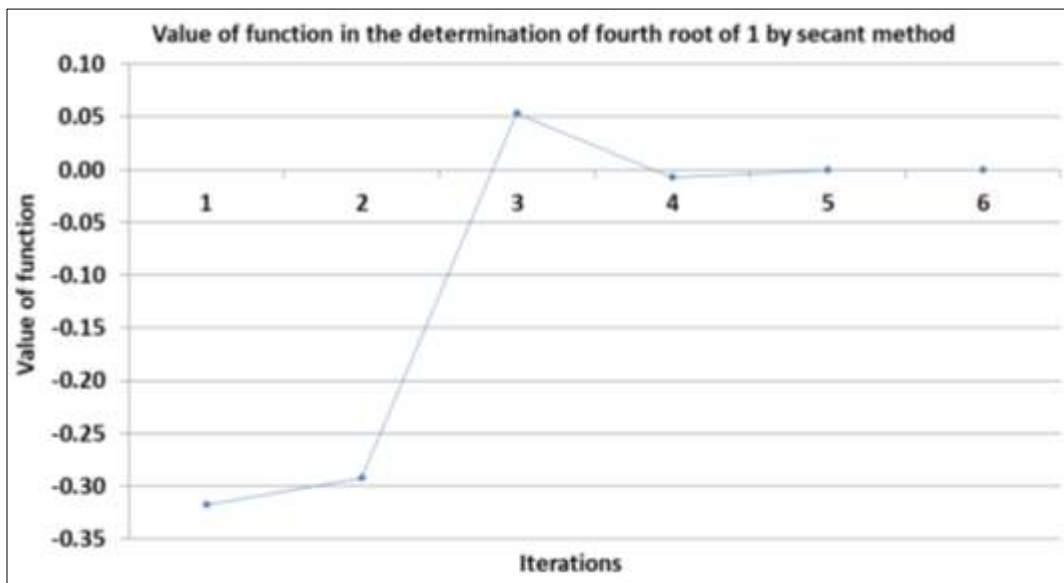 Value of function in the determination of fourth root of 1 by secant method
0.10
0.05
0.00
-0.05
-0.10
-0.15
-0.20
-0.25
-0.30
-0.35
Value of function
1 2 3 4 5 6
Iterations